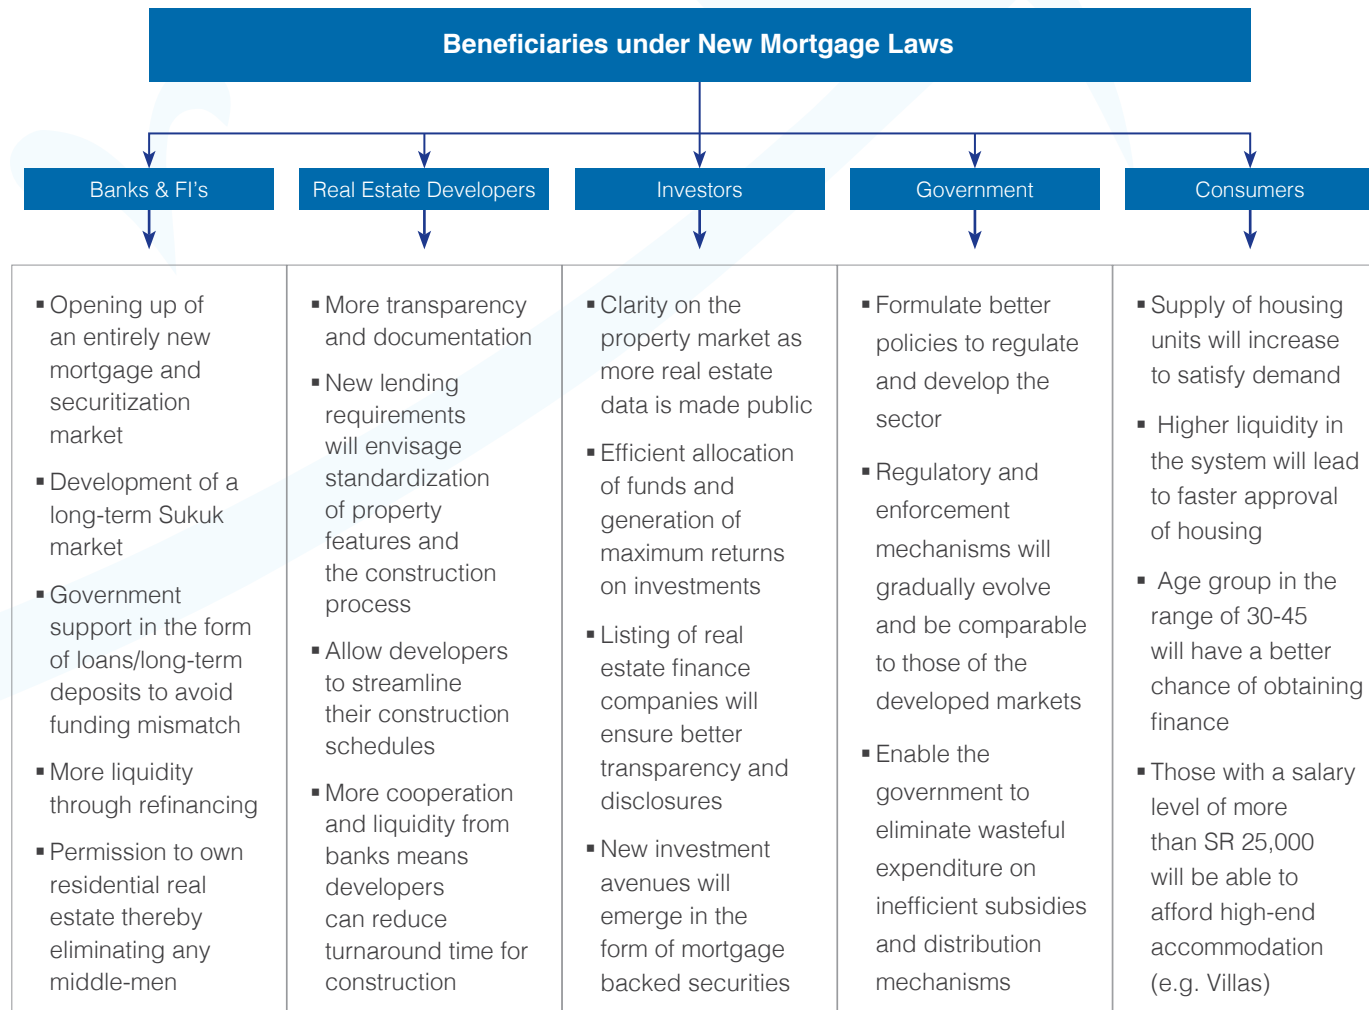 Beneficiaries under New Mortgage Laws
Banks & FI's
Real Estate Developers
Investors
Government
Consumers
▪ Opening up of
an entirely new
mortgage and
securitization
market
▪ Development of a
long-term Sukuk
market
▪ Government
support in the form
of loans/long-term
deposits to avoid
funding mismatch
▪ More liquidity
through refinancing
▪ Permission to own
residential real
estate thereby
eliminating any
middle-men
▪ More transparency
and documentation
▪ New lending
requirements
will envisage
standardization
of property
features and
the construction
process
▪ Allow developers
to streamline
their construction
schedules
▪ More cooperation
and liquidity from
banks means
developers
can reduce
turnaround time for
construction
▪ Clarity on the
property market as
more real estate
data is made public
▪ Efficient allocation
of funds and
generation of
maximum returns
on investments
▪ Listing of real
estate finance
companies will
ensure better
transparency and
disclosures
▪ New investment
avenues will
emerge in the
form of mortgage
backed securities
▪ Formulate better
policies to regulate
and develop the
sector
▪ Regulatory and
enforcement
mechanisms will
gradually evolve
and be comparable
to those of the
developed markets
▪ Enable the
government to
eliminate wasteful
expenditure on
inefficient subsidies
and distribution
mechanisms
▪ Supply of housing
units will increase
to satisfy demand
▪ Higher liquidity in
the system will lead
to faster approval
of housing
▪ Age group in the
range of 30-45
will have a better
chance of obtaining
finance
▪ Those with a salary
level of more
than SR 25,000
will be able to
afford high-end
accommodation
(e.g. Villas)